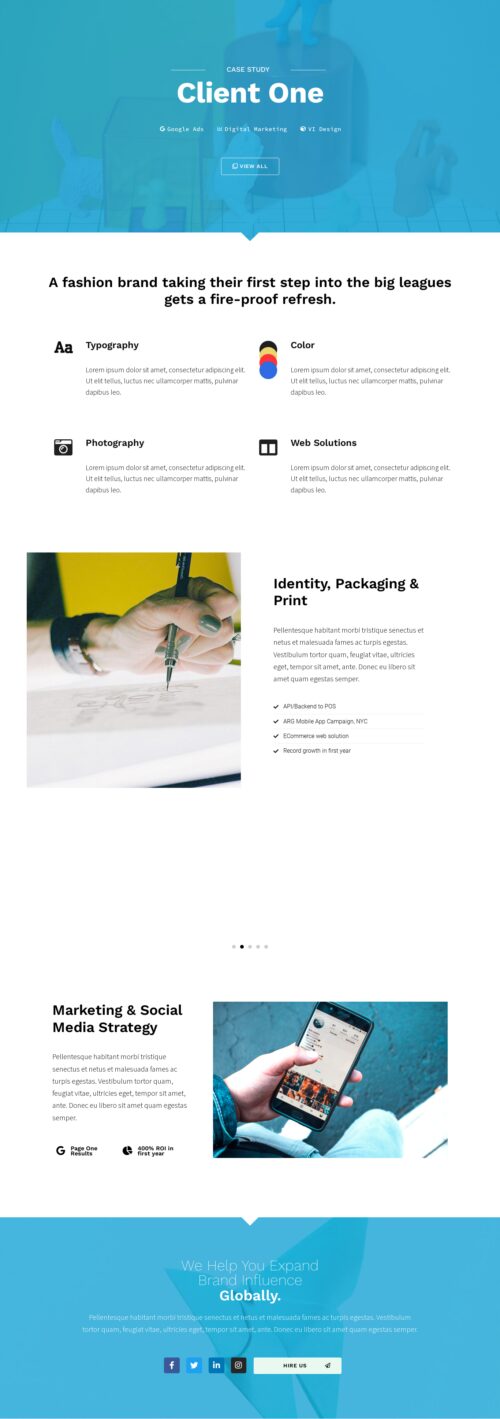 CASE STUDY
Client One
Google Ads Digital Marketing VI Design
VIEW ALL
A fashion brand taking their first step into the big leagues
gets a fire-proof refresh.
Aa Typography
Lorem ipsum dolor sit amet, consectetur adipiscing elit.
Ut elit tellus, luctus nec ullamcorper mattis, pulvinar
dapibus leo.
Color
Lorem ipsum dolor sit amet, consectetur adipiscing elit.
Ut elit tellus, luctus nec ullamcorper mattis, pulvinar
dapibus leo.
Photography
Lorem ipsum dolor sit amet, consectetur adipiscing elit.
Ut elit tellus, luctus nec ullamcorper mattis, pulvinar
dapibus leo.
Web Solutions
Lorem ipsum dolor sit amet, consectetur adipiscing elit.
Ut elit tellus, luctus nec ullamcorper mattis, pulvinar
dapibus leo.
Identity, Packaging &
Print
Pellentesque habitant morbi tristique senectus et
netus et malesuada fames ac turpis egestas.
Vestibulum tortor quam, feugiat vitae, ultricies
eget, tempor sit amet, ante. Donec eu libero sit
amet quam egestas semper.
API/Backend to POS
ARG Mobile App Campaign, NYC
ECommerce web solution
Record growth in first year
Marketing & Social
Media Strategy
Pellentesque habitant morbi tristique
senectus et netus et malesuada fames ac
turpis egestas. Vestibulum tortor quam,
feugiat vitae, ultricies eget, tempor sit amet,
ante. Donec eu libero sit amet quam egestas
semper.
Page One
Results
400% ROI in
first year
We Help You Expand
Brand Influence
Globally.
Pellentesque habitant morbi tristique senectus et netus et malesuada fames ac turpis egestas. Vestibulum
tortor quam, feugiat vitae, ultricies eget, tempor sit amet, ante. Donec eu libero sit amet quam egestas semper.
HIRE US